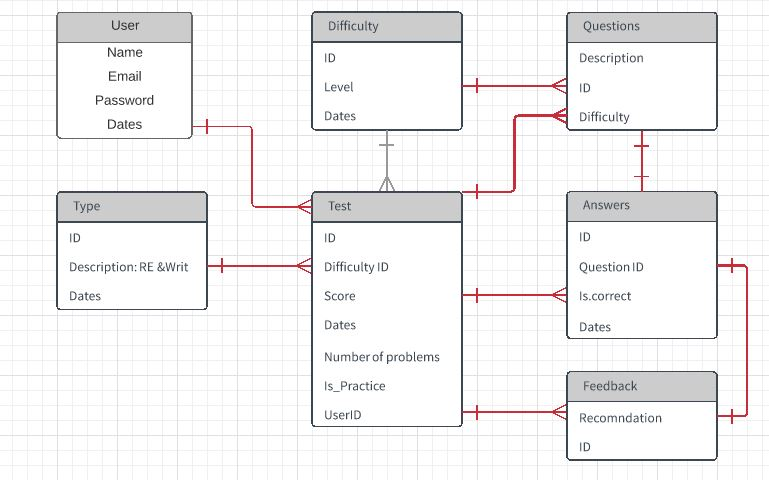 User
Name
Email
Password
Dates
Difficulty
ID
Level
Dates
Questions
Description
ID
Difficulty
Type
ID
Description: RE &Writ
Dates
Test
ID
Difficulty ID
Score
Dates
Number of problems
Is_Practice
UserID
Answers
ID
Question ID
Is.correct
Dates
Feedback
Recomndation
ID